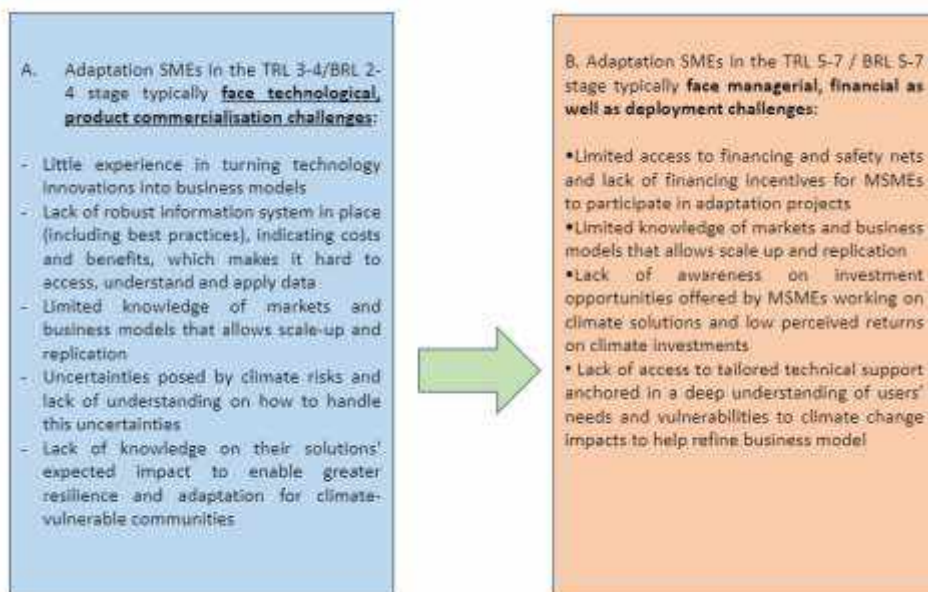 A. Adaptation SMEs in the TRL 3-4/BRL 2-
4 stage typically face technological,
product commercialisation challenges:
- Little experience in turning technology
innovations into business models
- Lack of robust information system in place
(including best practices), indicating costs
and benefits, which makes it hard to
access, understand and apply data
- Limited knowledge of markets and
business models that allows scale-up and
replication
- Uncertainties posed by climate risks and
lack of understanding on how to handle
this uncertainties
- Lack of knowledge on their solutions'
expected impact to enable greater
resilience and adaptation for climate-
vulnerable communities
B. Adaptation SMEs in the TRL 5-7 / BRL 5-7
stage typically face managerial, financial as
well as deployment challenges:
•Limited access to financing and safety nets
and lack of financing incentives for MSMEs
to participate in adaptation projects
•Limited knowledge of markets and business
models that allows scale up and replication
•Lack of awareness on investment
opportunities offered by MSMEs working on
climate solutions and low perceived returns
on climate investments
• Lack of access to tailored technical support
anchored in a deep understanding of users'
needs and vulnerabilities to climate change
impacts to help refine business model